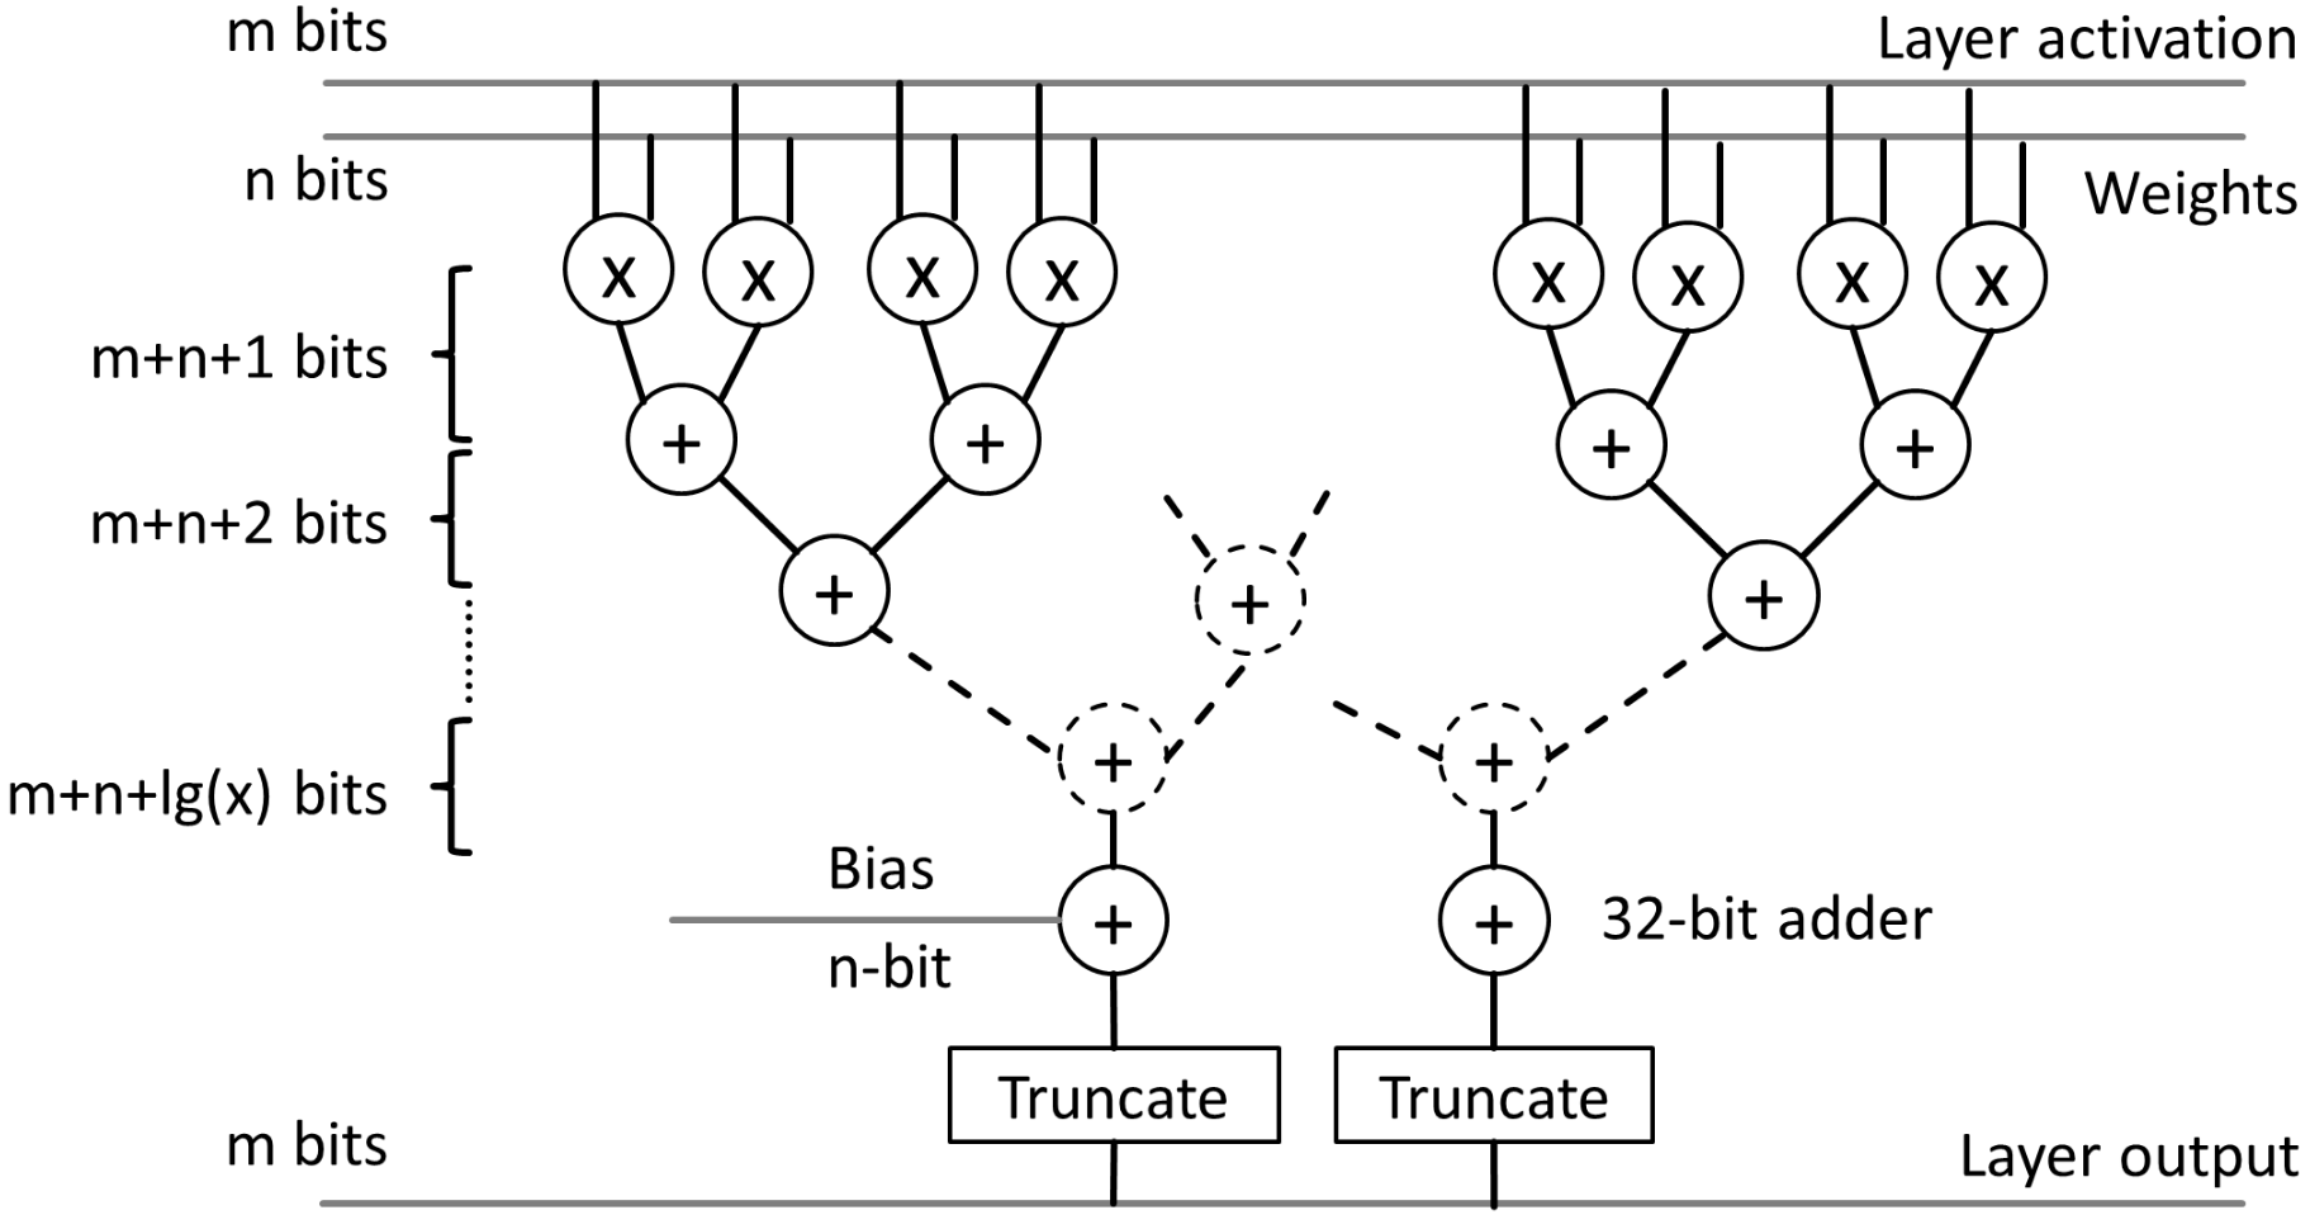 m bits
Layer activation
n bits
Weights
x x x x x x x x
m+n+1 bits
+ + + +
m+n+2 bits
+ + +
m+n+lg(x) bits
+ +
Bias
+ + 32-bit adder
n-bit
Truncate Truncate
m bits
Layer output